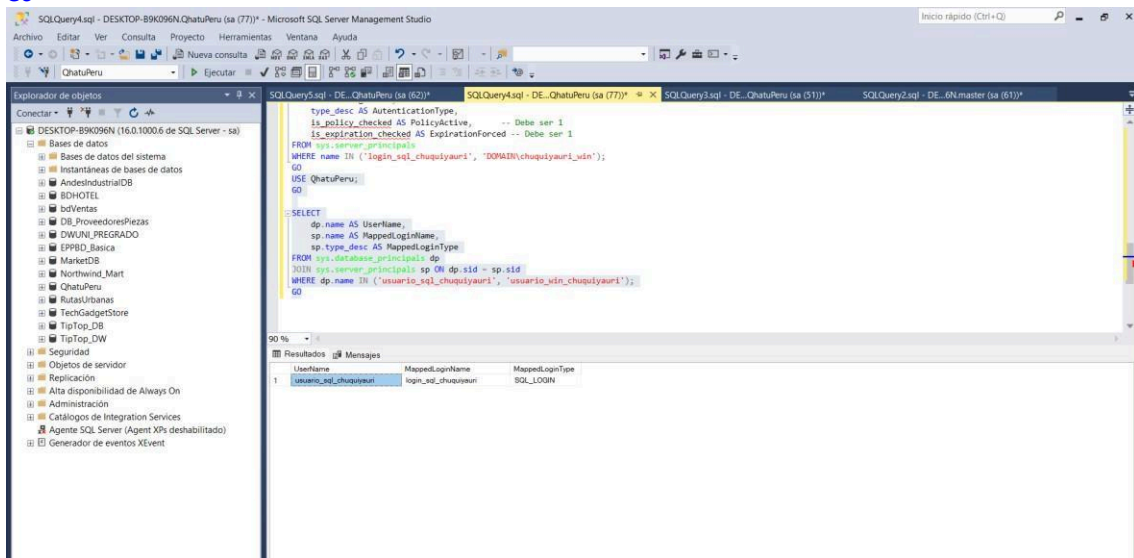 SQLQuery4.sql - DESKTOP-B9K096N.QhatuPeru (sa (77))* - Microsoft SQL Server Management Studio
Inicio rápido (Ctrl+Q)
Archivo Editar Ver Consulta Proyecto Herramientas Ventana Ayuda
Nueva consulta
QhatuPeru
Ejecutar
Explorador de objetos
Conectar
DESKTOP-B9K096N (16.0.1000.6 de SQL Server - sa)
Bases de datos
Bases de datos del sistema
Instantáneas de bases de datos
AndesIndustrialDB
BDHOTEL
bdVentas
DB_ProveedoresPiezas
DWUNI_PREGRADO
EPPBD_Basica
MarketDB
Northwind_Mart
QhatuPeru
RutasUrbanas
TechGadgetStore
TipTop_DB
TipTop_DW
Seguridad
Objetos de servidor
Replicación
Alta disponibilidad de Always On
Administración
Catálogos de Integration Services
Agente SQL Server (Agent XPs deshabilitado)
Generador de eventos XEvent
SQLQuery5.sql - DE...QhatuPeru (sa (62))*
SQLQuery4.sql - DE...QhatuPeru (sa (77))*
SQLQuery3.sql - DE...QhatuPeru (sa (51))*
SQLQuery2.sql - DE...6N.master (sa (61))*
type_desc AS AutenticationType,
is_policy_checked AS PolicyActive, -- Debe ser 1
is_expiration_checked AS ExpirationForced -- Debe ser 1
FROM sys.server_principals
WHERE name IN ('login_sql_chuquiyauri', 'DOMAIN\chuquiyauri_win');
GO
USE QhatuPeru;
GO
SELECT
dp.name AS UserName,
sp.name AS MappedLoginName,
sp.type_desc AS MappedLoginType
FROM sys.database_principals dp
JOIN sys.server_principals sp ON dp.sid = sp.sid
WHERE dp.name IN ('usuario_sql_chuquiyauri', 'usuario_win_chuquiyauri');
GO
90 %
Resultados Mensajes
UserName MappedLoginName MappedLoginType
1 usuario_sql_chuquiyauri login_sql_chuquiyauri SQL_LOGIN